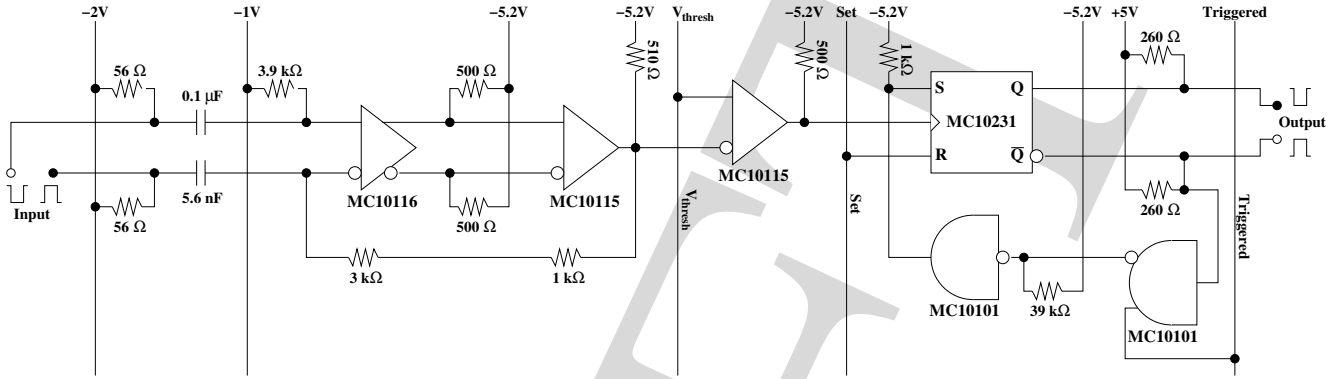 −2V −1V −5.2V −5.2V Vthresh −5.2V Set −5.2V −5.2V +5V Triggered
56 Ω 3.9 kΩ 500 Ω 510 Ω 500 Ω 1 kΩ 260 Ω
0.1 μF
S Q
MC10231
Output
R Q̅
5.6 nF
MC10116 MC10115 MC10115
Input
56 Ω 500 Ω Vthresh Set 260 Ω Triggered
3 kΩ 1 kΩ
MC10101 39 kΩ MC10101